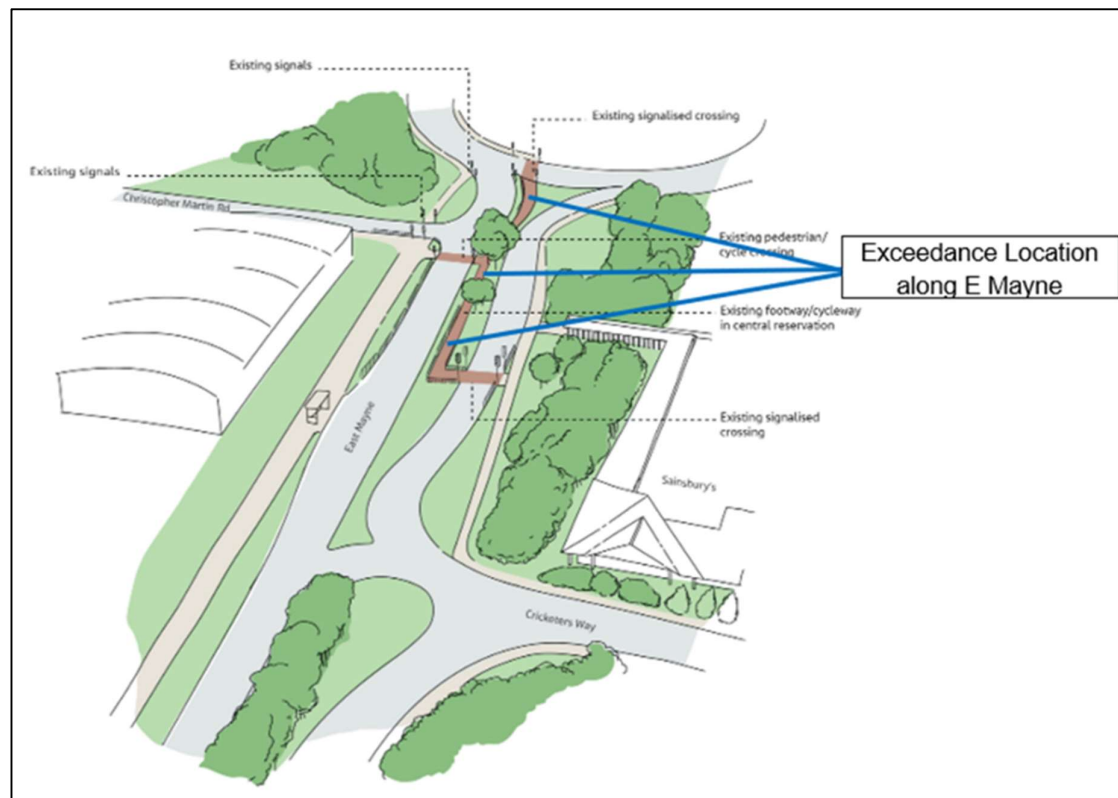 Existing signals
Existing signalised crossing
Existing signals
Christopher Martin Rd
Existing pedestrian/
cycle crossing
Exceedance Location
along E Mayne
Existing footway/cycleway
in central reservation
East Mayne
Existing signalised
crossing
Sainsbury's
Cricketers Way